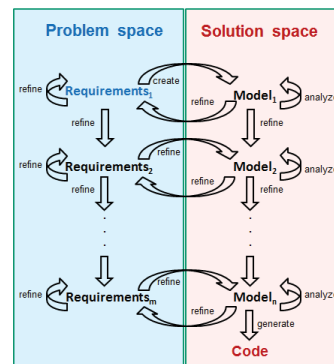 Problem space Solution space
create
refine Requirements₁ Model₁ analyze
refine
refine refine refine
refine Requirements₂ Model₂ analyze
refine refine refine
refine
refine Requirementsₘ Modelₙ analyze
refine generate
Code